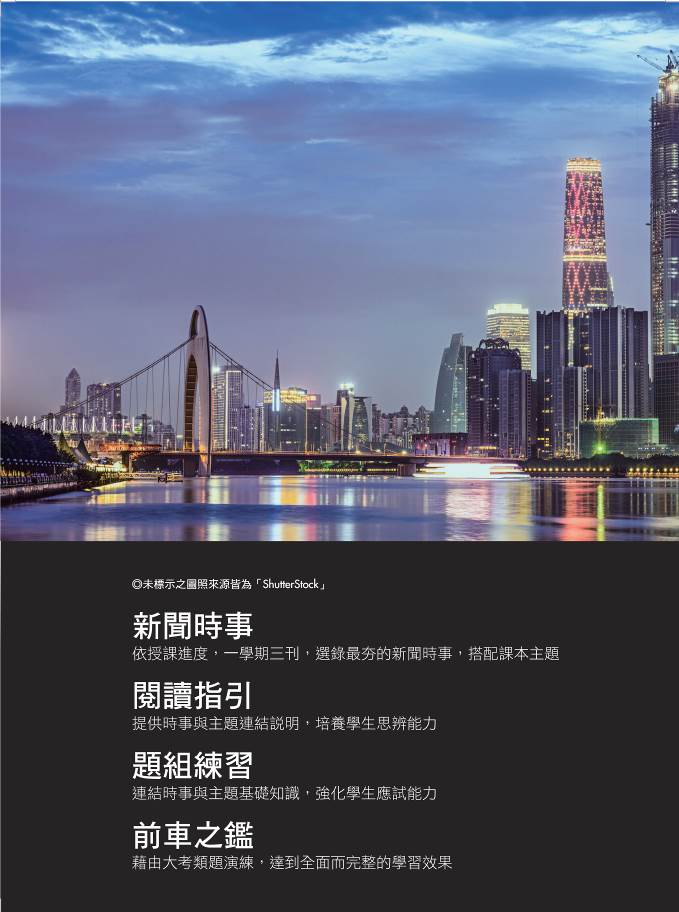 ◎未標示之圖照來源皆為「ShutterStock」
新聞時事
依授課進度，一學期三刊，選錄最夯的新聞時事，搭配課本主題
閱讀指引
提供時事與主題連結說明，培養學生思辨能力
題組練習
連結時事與主題基礎知識，強化學生應試能力
前車之鑑
藉由大考類題演練，達到全面而完整的學習效果